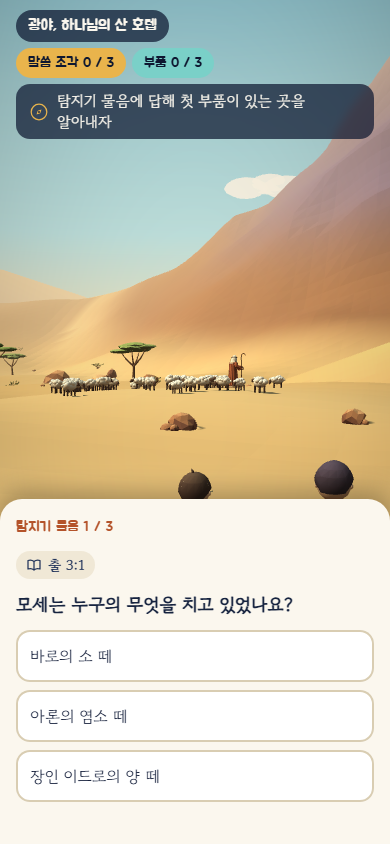 광야, 하나님의 산 호렙
말씀 조각 0 / 3
부품 0 / 3
탐지기 물음에 답해 첫 부품이 있는 곳을
알아내자
탐지기 물음 1 / 3
출 3:1
모세는 누구의 무엇을 치고 있었나요?
바로의 소 떼
아론의 염소 떼
장인 이드로의 양 떼